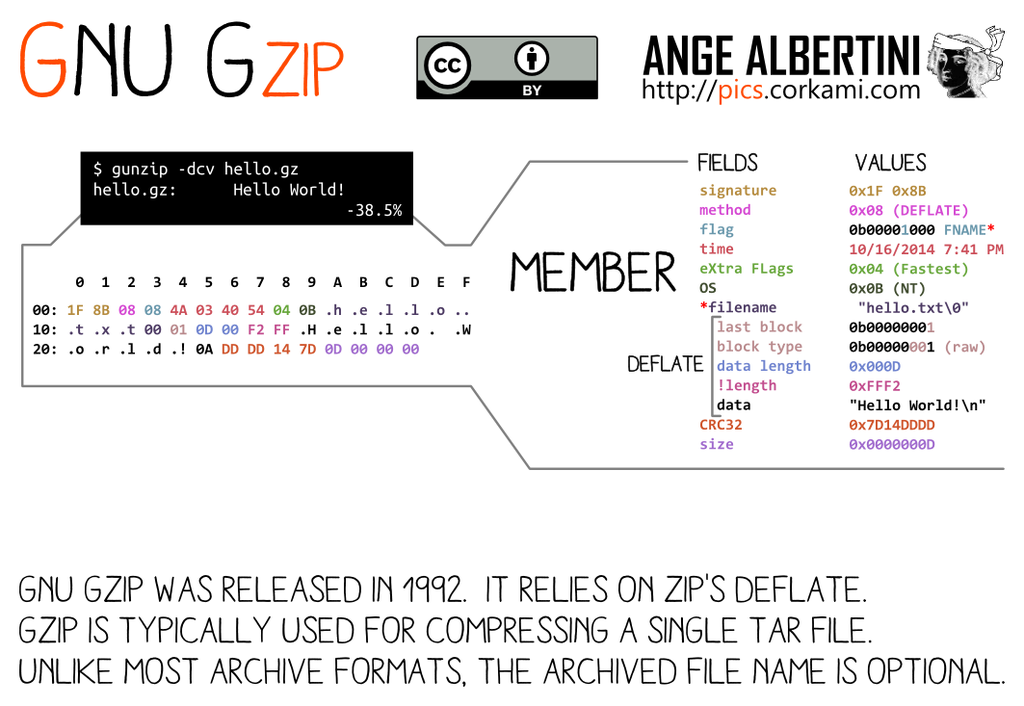 GNU GZIP
CC BY
ANGE ALBERTINI
http://pics.corkami.com
$ gunzip -dcv hello.gz
hello.gz:      Hello World!
-38.5%
0 1 2 3 4 5 6 7 8 9 A B C D E F
00: 1F 8B 08 08 4A 03 40 54 04 0B .h .e .l .l .o ..
10: .t .x .t 00 01 0D 00 F2 FF .H .e .l .l .o .  .W
20: .o .r .l .d .! 0A DD DD 14 7D 0D 00 00 00
MEMBER
FIELDS VALUES
signature 0x1F 0x8B
method 0x08 (DEFLATE)
flag 0b00001000 FNAME*
time 10/16/2014 7:41 PM
eXtra FLags 0x04 (Fastest)
OS 0x0B (NT)
*filename "hello.txt\0"
DEFLATE
last block 0b00000001
block type 0b00000001 (raw)
data length 0x000D
!length 0xFFF2
data "Hello World!\n"
CRC32 0x7D14DDDD
size 0x0000000D
GNU GZIP WAS RELEASED IN 1992. IT RELIES ON ZIP'S DEFLATE.
GZIP IS TYPICALLY USED FOR COMPRESSING A SINGLE TAR FILE.
UNLIKE MOST ARCHIVE FORMATS, THE ARCHIVED FILE NAME IS OPTIONAL.